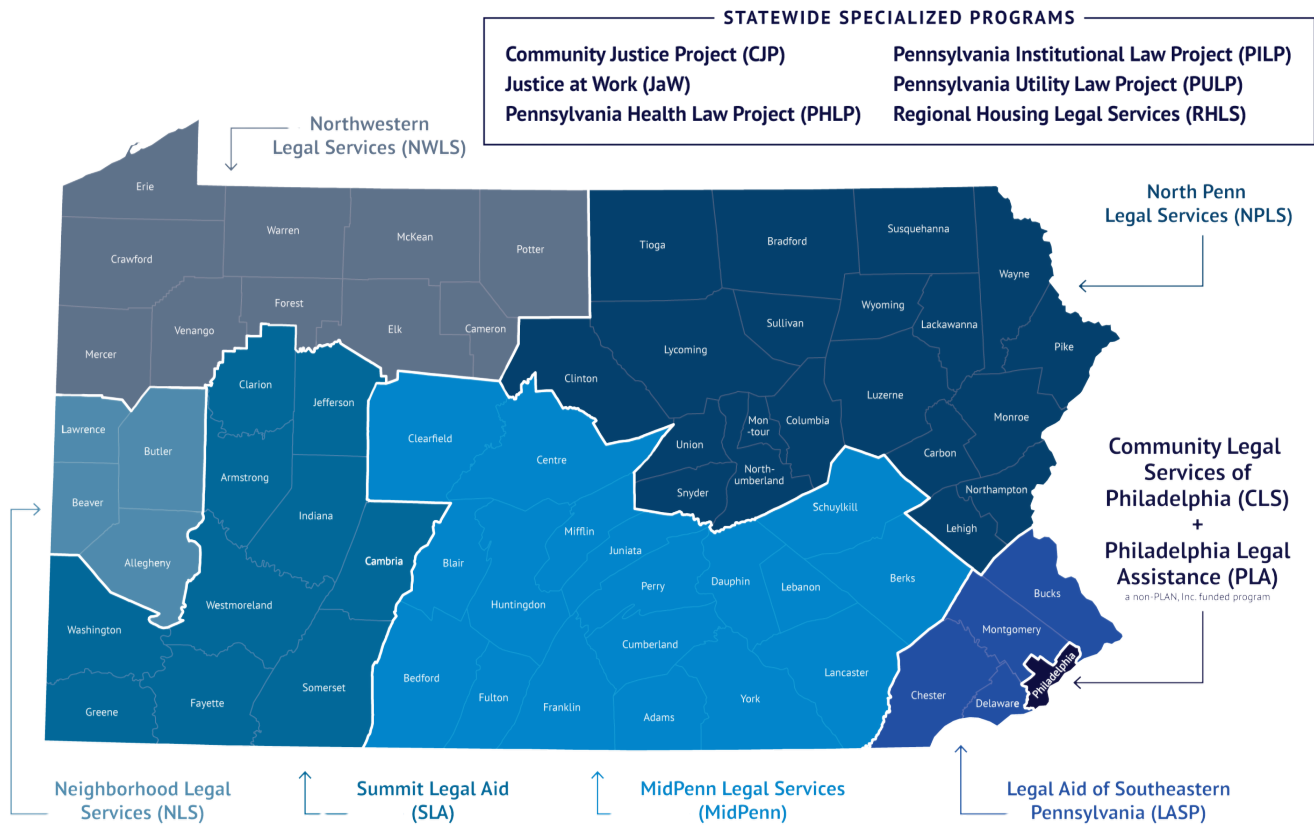 STATEWIDE SPECIALIZED PROGRAMS
Community Justice Project (CJP)
Justice at Work (JaW)
Pennsylvania Health Law Project (PHLP)
Pennsylvania Institutional Law Project (PILP)
Pennsylvania Utility Law Project (PULP)
Regional Housing Legal Services (RHLS)
Northwestern
Legal Services (NWLS)
North Penn
Legal Services (NPLS)
Erie
Crawford
Warren
McKean
Potter
Forest
Venango
Elk
Cameron
Mercer
Tioga
Bradford
Susquehanna
Wayne
Wyoming
Lackawanna
Sullivan
Lycoming
Pike
Clinton
Luzerne
Columbia
Mon
-tour
Union
Monroe
Carbon
North-
umberland
Snyder
Northampton
Lehigh
Clarion
Jefferson
Lawrence
Butler
Beaver
Allegheny
Armstrong
Indiana
Cambria
Westmoreland
Washington
Greene
Fayette
Somerset
Clearfield
Centre
Mifflin
Juniata
Blair
Huntingdon
Perry
Dauphin
Lebanon
Schuylkill
Berks
Cumberland
Bedford
Fulton
Franklin
Adams
York
Lancaster
Bucks
Montgomery
Chester
Delaware
Philadelphia
Community Legal
Services of
Philadelphia (CLS)
+
Philadelphia Legal
Assistance (PLA)
a non-PLAN, Inc. funded program
Neighborhood Legal
Services (NLS)
Summit Legal Aid
(SLA)
MidPenn Legal Services
(MidPenn)
Legal Aid of Southeastern
Pennsylvania (LASP)